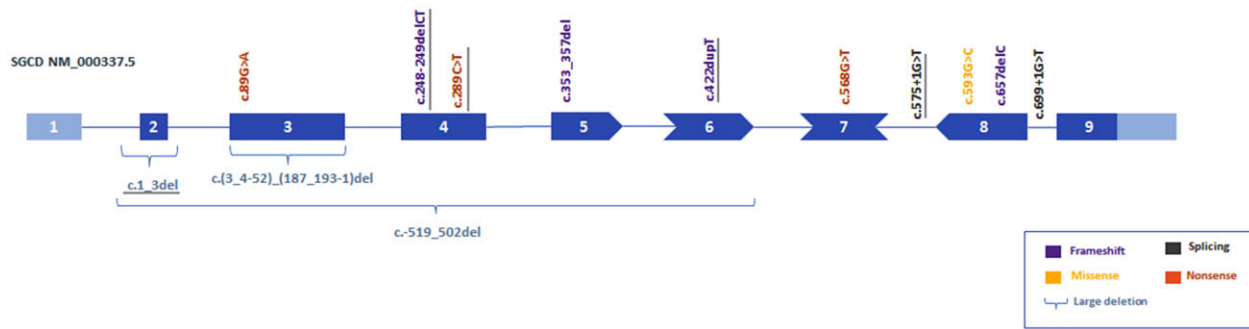 SGCD NM_000337.5
c.89G>A
c.248-249delCT
c.289C>T
c.353_357del
c.422dupT
c.568G>T
c.575+1G>T
c.593G>C
c.657delC
c.699+1G>T
1 2 3 4 5 6 7 8 9
c.1_3del
c.(3_4-52)_(187_193-1)del
c.-519_502del
Frameshift Splicing
Missense Nonsense
Large deletion